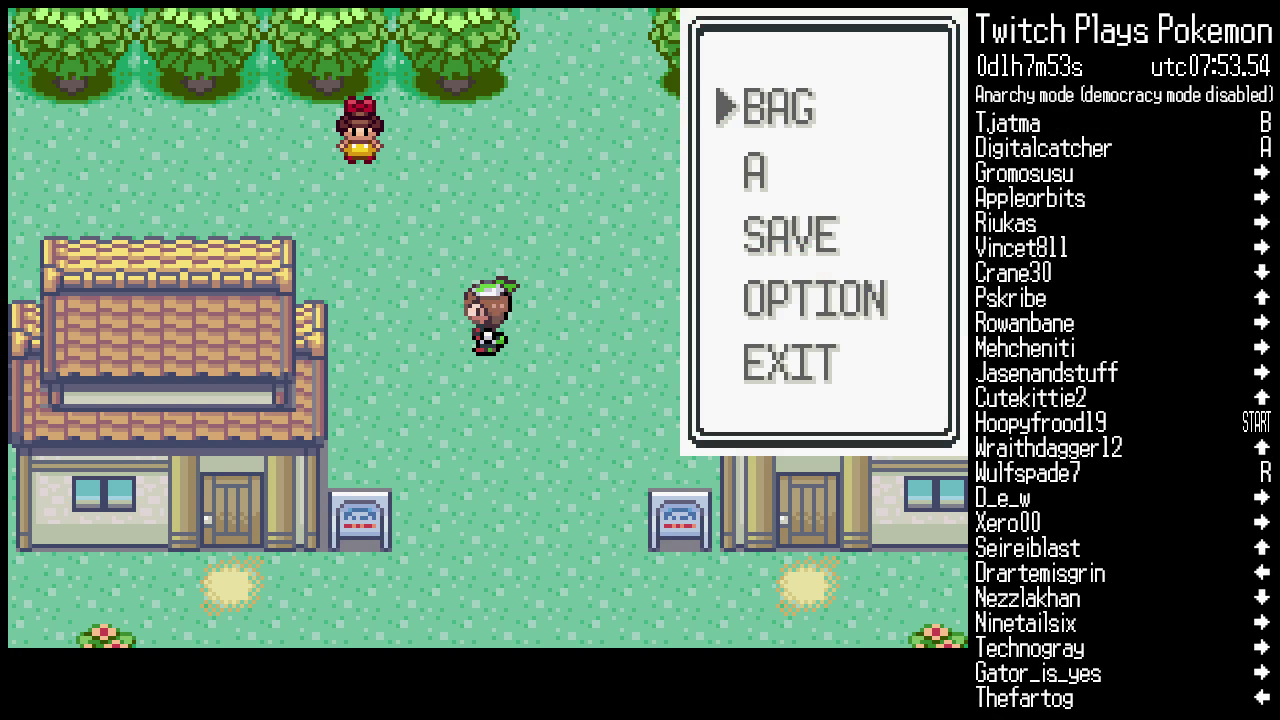 BAG
A
SAVE
OPTION
EXIT
Twitch Plays Pokemon
0d1h7m53s utc07:53.54
Anarchy mode (democracy mode disabled)
Tjatma B
Digitalcatcher A
Gromosusu →
Appleorbits →
Riukas →
Vincet811 →
Crane30 ↓
Pskribe ↑
Rowanbane →
Mehcheniti →
Jasenandstuff →
Cutekittie2 ↑
Hoopyfrood19 START
Wraithdagger12 ↑
Wulfspade7 R
D_e_w →
Xero00 →
Seireiblast ↑
Drartemisgrin ←
Nezzlakhan ↓
Ninetailsix →
Technogray →
Gator_is_yes →
Thefartog ←